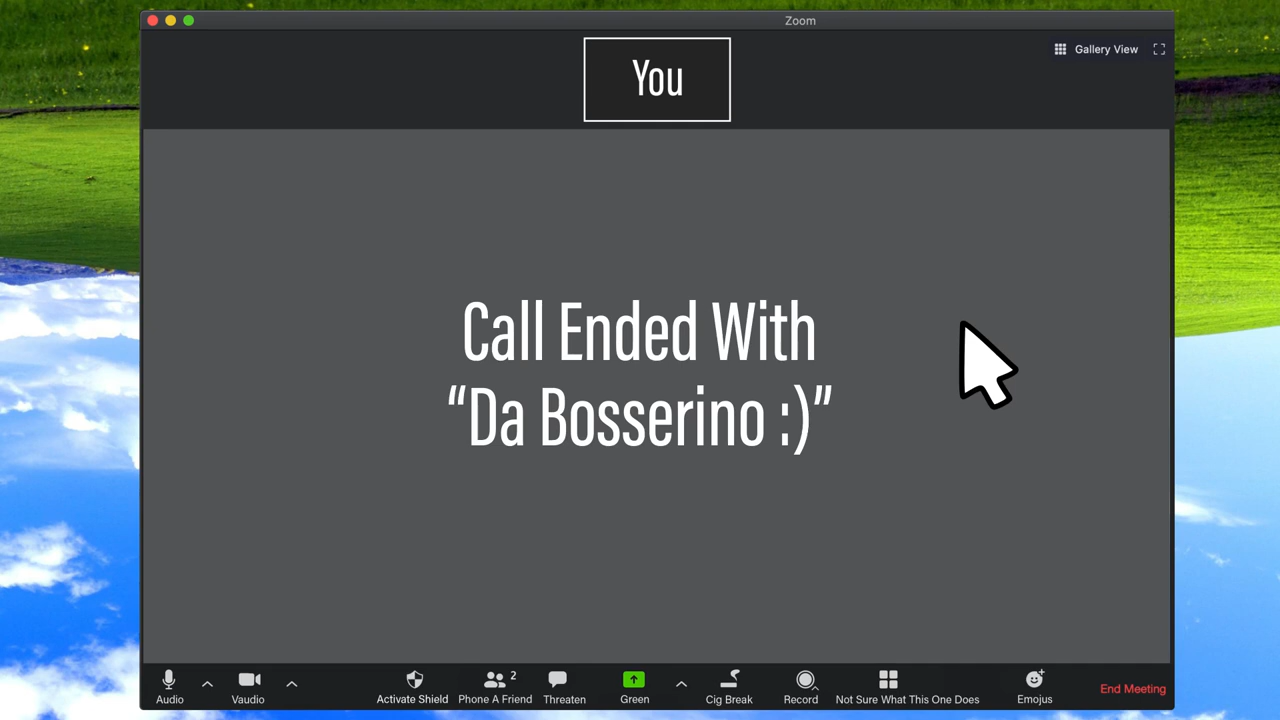 Zoom
You
Gallery View
Call Ended With
“Da Bosserino :)”
Audio
Vaudio
Activate Shield
Phone A Friend
2
Threaten
Green
Cig Break
Record
Not Sure What This One Does
Emojus
End Meeting